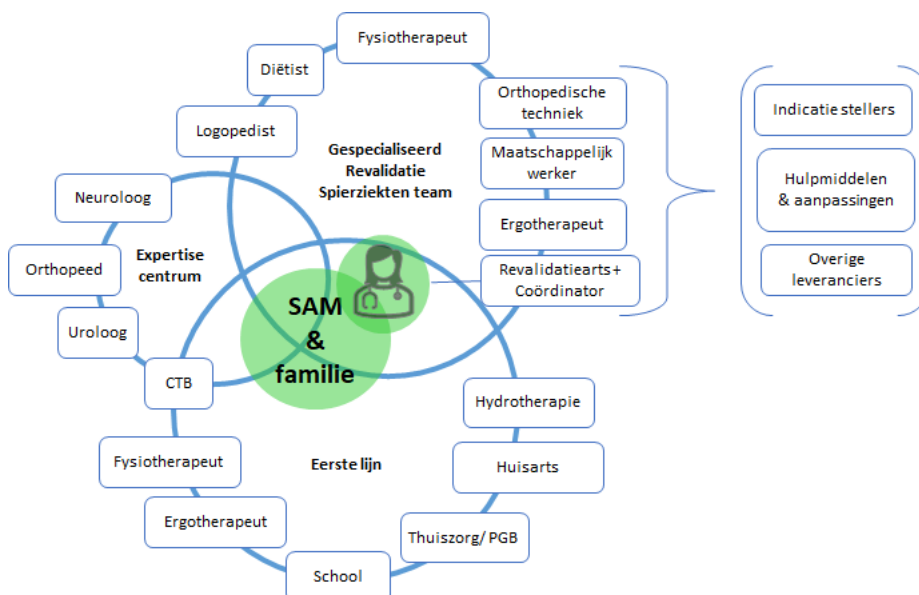 Fysiotherapeut
Diëtist
Logopedist
Orthopedische
techniek
Maatschappelijk
werker
Ergotherapeut
Revalidatiearts +
Coördinator
Indicatie stellers
Hulpmiddelen
& aanpassingen
Overige
leveranciers
Gespecialiseerd
Revalidatie
Spierziekten team
Neuroloog
Orthopeed
Uroloog
CTB
Expertise
centrum
SAM
&
familie
Eerste lijn
Fysiotherapeut
Ergotherapeut
School
Thuiszorg/ PGB
Huisarts
Hydrotherapie